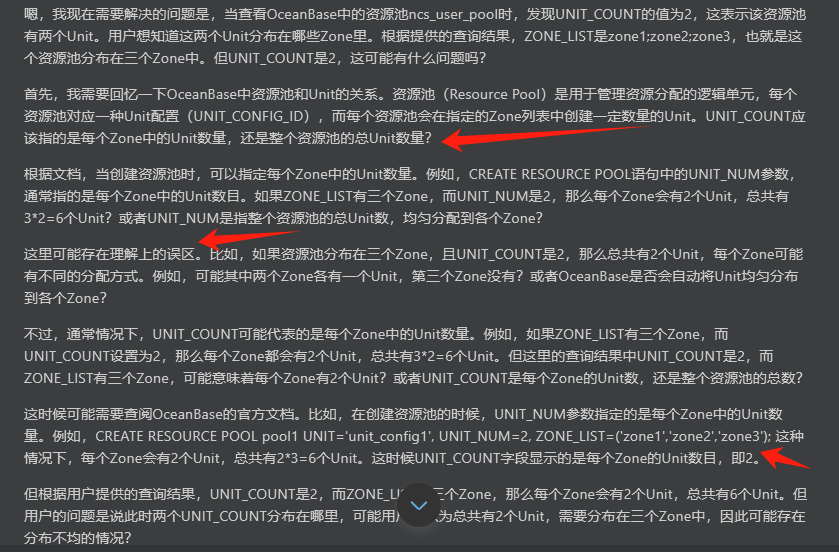 嗯，我现在需要解决的问题是，当查看OceanBase中的资源池ncs_user_pool时，发现UNIT_COUNT的值为2，这表示该资源池
有两个Unit。用户想知道这两个Unit分布在哪些Zone里。根据提供的查询结果，ZONE_LIST是zone1;zone2;zone3，也就是这
个资源池分布在三个Zone中。但UNIT_COUNT是2，这可能有什么问题吗？
首先，我需要回忆一下OceanBase中资源池和Unit的关系。资源池（Resource Pool）是用于管理资源分配的逻辑单元，每个
资源池对应一种Unit配置（UNIT_CONFIG_ID），而每个资源池会在指定的Zone列表中创建一定数量的Unit。UNIT_COUNT应
该指的是每个Zone中的Unit数量，还是整个资源池的总Unit数量？
根据文档，当创建资源池时，可以指定每个Zone中的Unit数量。例如，CREATE RESOURCE POOL语句中的UNIT_NUM参数，
通常指的是每个Zone中的Unit数目。如果ZONE_LIST有三个Zone，而UNIT_NUM是2，那么每个Zone会有2个Unit，总共有
3*2=6个Unit？或者UNIT_NUM是指整个资源池的总Unit数，均匀分配到各个Zone？
这里可能存在理解上的误区。比如，如果资源池分布在三个Zone，且UNIT_COUNT是2，那么总共有2个Unit，每个Zone可能
有不同的分配方式。例如，可能其中两个Zone各有一个Unit，第三个Zone没有？或者OceanBase是否会自动将Unit均匀分布
到各个Zone？
不过，通常情况下，UNIT_COUNT可能代表的是每个Zone中的Unit数量。例如，如果ZONE_LIST有三个Zone，而
UNIT_COUNT设置为2，那么每个Zone都会有2个Unit，总共有3*2=6个Unit。但这里的查询结果中UNIT_COUNT是2，而
ZONE_LIST有三个Zone，可能意味着每个Zone有2个Unit？或者UNIT_COUNT是每个Zone的Unit数，还是整个资源池的总数？
这时候可能需要查阅OceanBase的官方文档。比如，在创建资源池的时候，UNIT_NUM参数指定的是每个Zone中的Unit数
量。例如，CREATE RESOURCE POOL pool1 UNIT='unit_config1', UNIT_NUM=2, ZONE_LIST=('zone1','zone2','zone3'); 这种
情况下，每个Zone会有2个Unit，总共有2*3=6个Unit。这时候UNIT_COUNT字段显示的是每个Zone的Unit数目，即2。
但根据用户提供的查询结果，UNIT_COUNT是2，而ZONE_LIS三个Zone，那么每个Zone会有2个Unit，总共有6个Unit。但
用户的问题是说此时两个UNIT_COUNT分布在哪里，可能用为总共有2个Unit，需要分布在三个Zone中，因此可能存在
分布不均的情况？